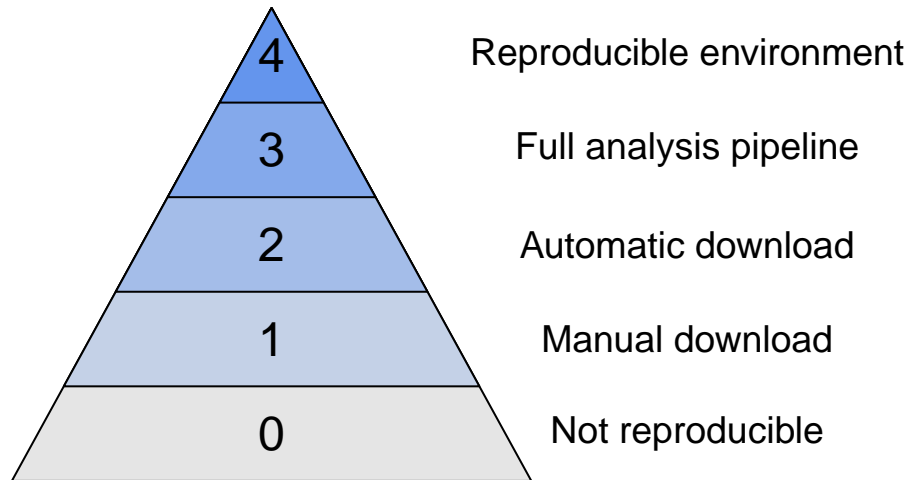 4 Reproducible environment
3 Full analysis pipeline
2 Automatic download
1 Manual download
0 Not reproducible